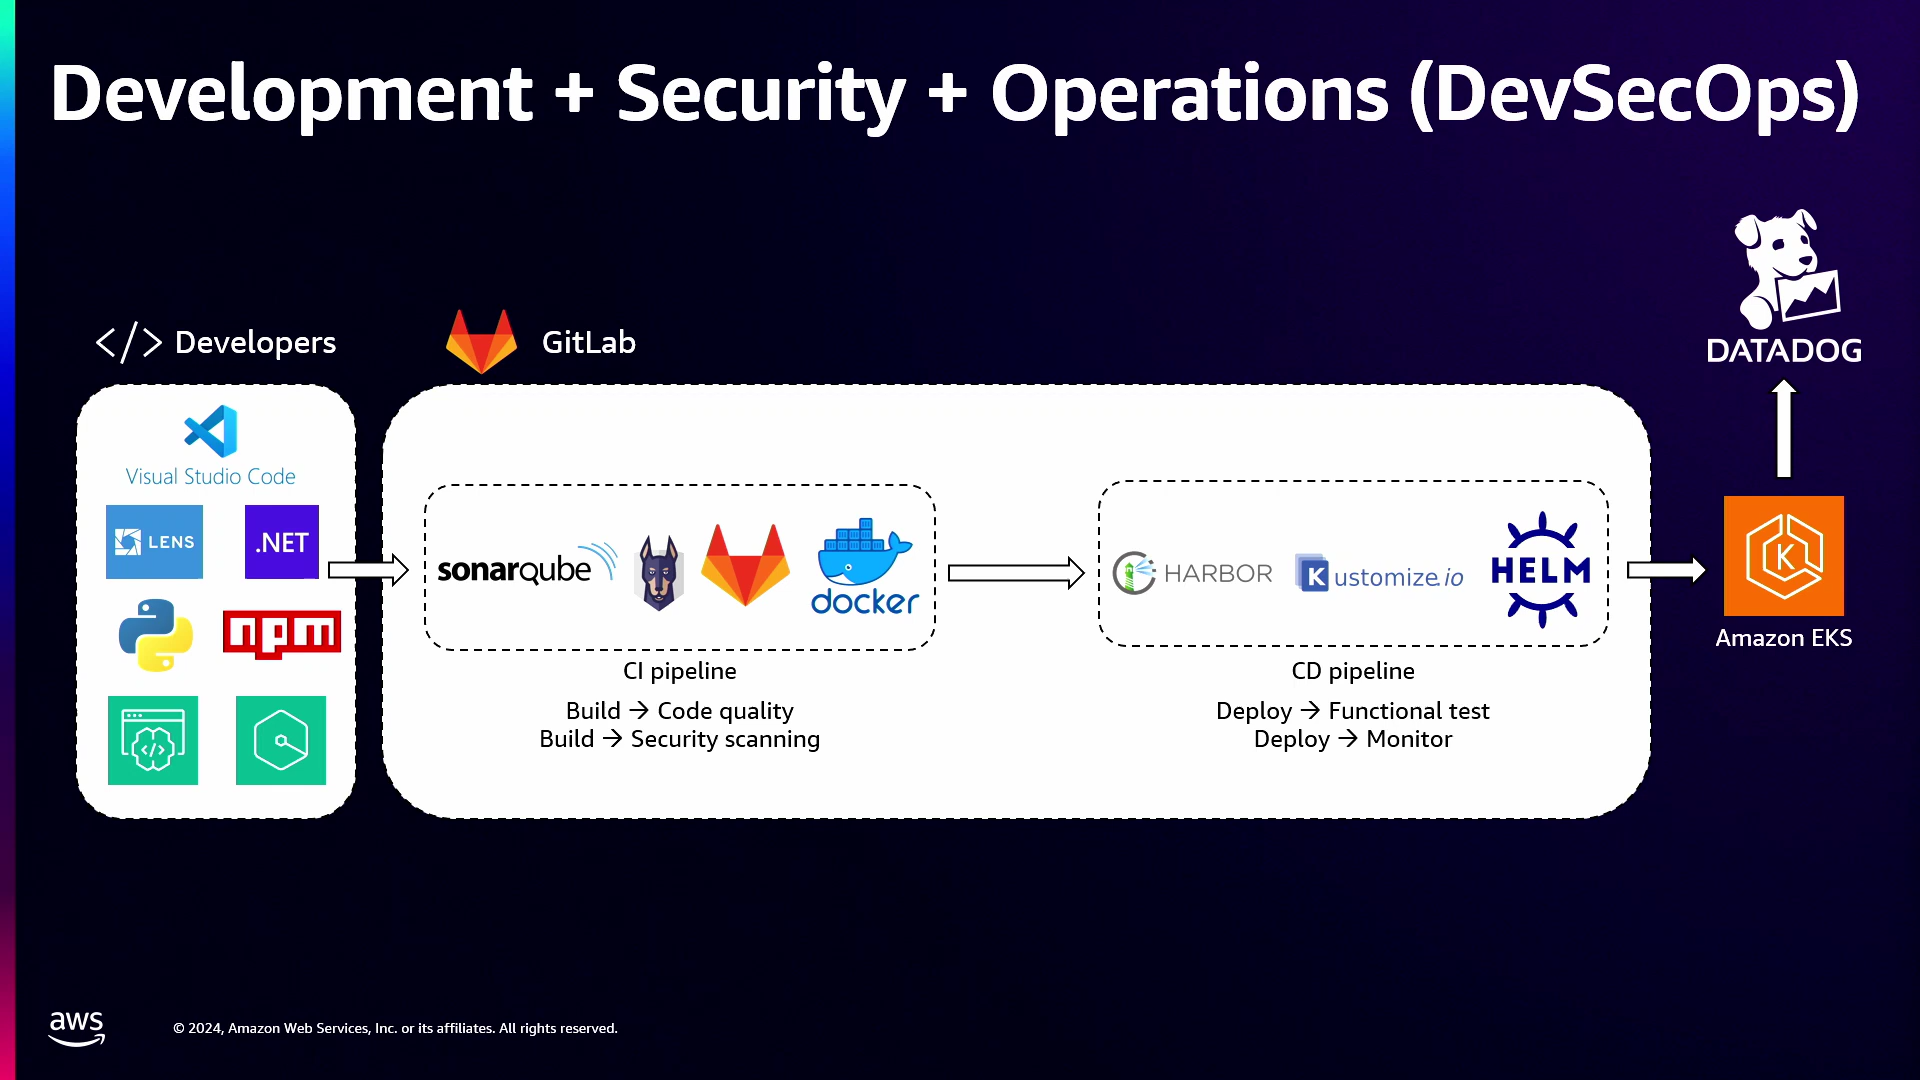 Development + Security + Operations (DevSecOps)
DATADOG
</> Developers
GitLab
Visual Studio Code
LENS
.NET
npm
sonarqube
docker
HARBOR
Kustomize.io
HELM
K
Amazon EKS
CI pipeline
Build → Code quality
Build → Security scanning
CD pipeline
Deploy → Functional test
Deploy → Monitor
</>
aws
© 2024, Amazon Web Services, Inc. or its affiliates. All rights reserved.